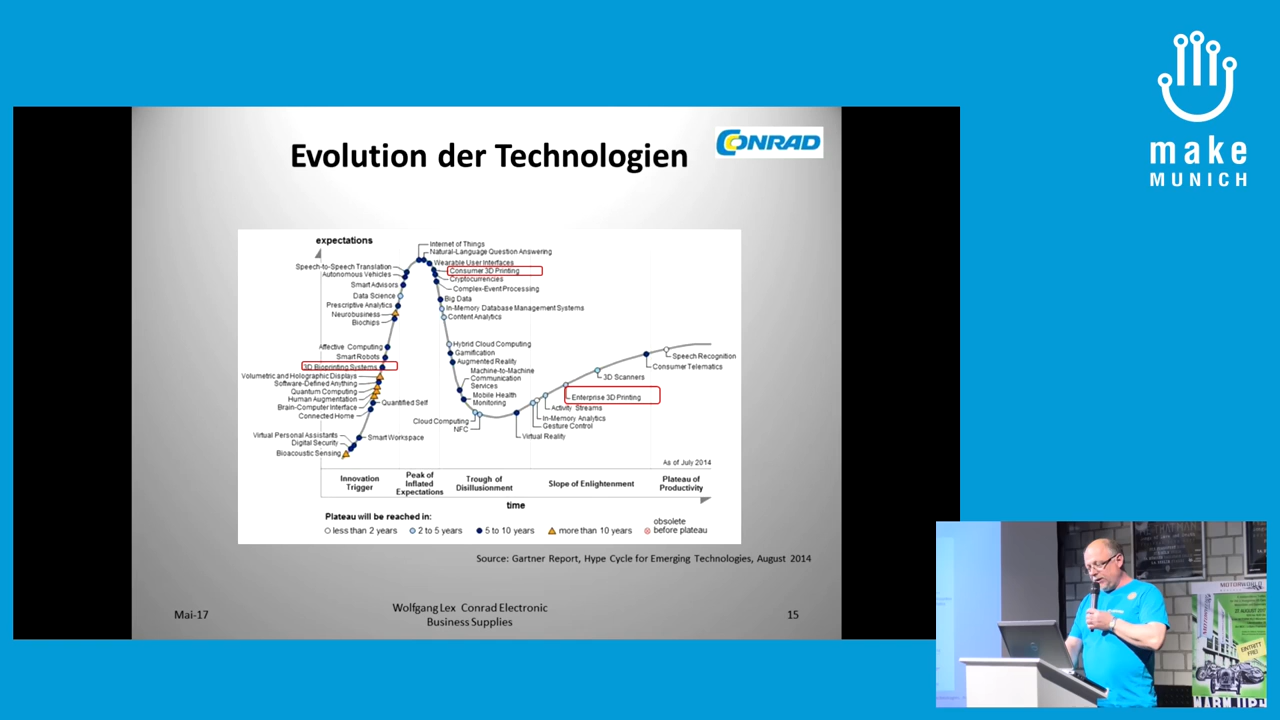 make
MUNICH
Evolution der Technologien
CONRAD
expectations
Internet of Things
Natural-Language Question Answering
Wearable User Interfaces
Speech-to-Speech Translation
Consumer 3D Printing
Autonomous Vehicles
Cryptocurrencies
Smart Advisors
Complex-Event Processing
Data Science
Big Data
Prescriptive Analytics
In-Memory Database Management Systems
Neurobusiness
Content Analytics
Biochips
Hybrid Cloud Computing
Affective Computing
Gamification
Smart Robots
Augmented Reality
3D Bioprinting Systems
Machine-to-Machine
Communication
Services
Volumetric and Holographic Displays
Software-Defined Anything
Quantum Computing
Mobile Health
Monitoring
Human Augmentation
Quantified Self
Brain-Computer Interface
Connected Home
Cloud Computing
NFC
Speech Recognition
Consumer Telematics
3D Scanners
Enterprise 3D Printing
Activity Streams
In-Memory Analytics
Gesture Control
Virtual Reality
Virtual Personal Assistants
Smart Workspace
Digital Security
Bioacoustic Sensing
As of July 2014
Innovation
Trigger
Peak of
Inflated
Expectations
Trough of
Disillusionment
Slope of Enlightenment
Plateau of
Productivity
time
Plateau will be reached in:
less than 2 years
2 to 5 years
5 to 10 years
more than 10 years
obsolete
before plateau
Source: Gartner Report, Hype Cycle for Emerging Technologies, August 2014
Mai-17
Wolfgang Lex Conrad Electronic
Business Supplies
15
MOTORWORLD
EINTRITT
FREI
WARM UP!